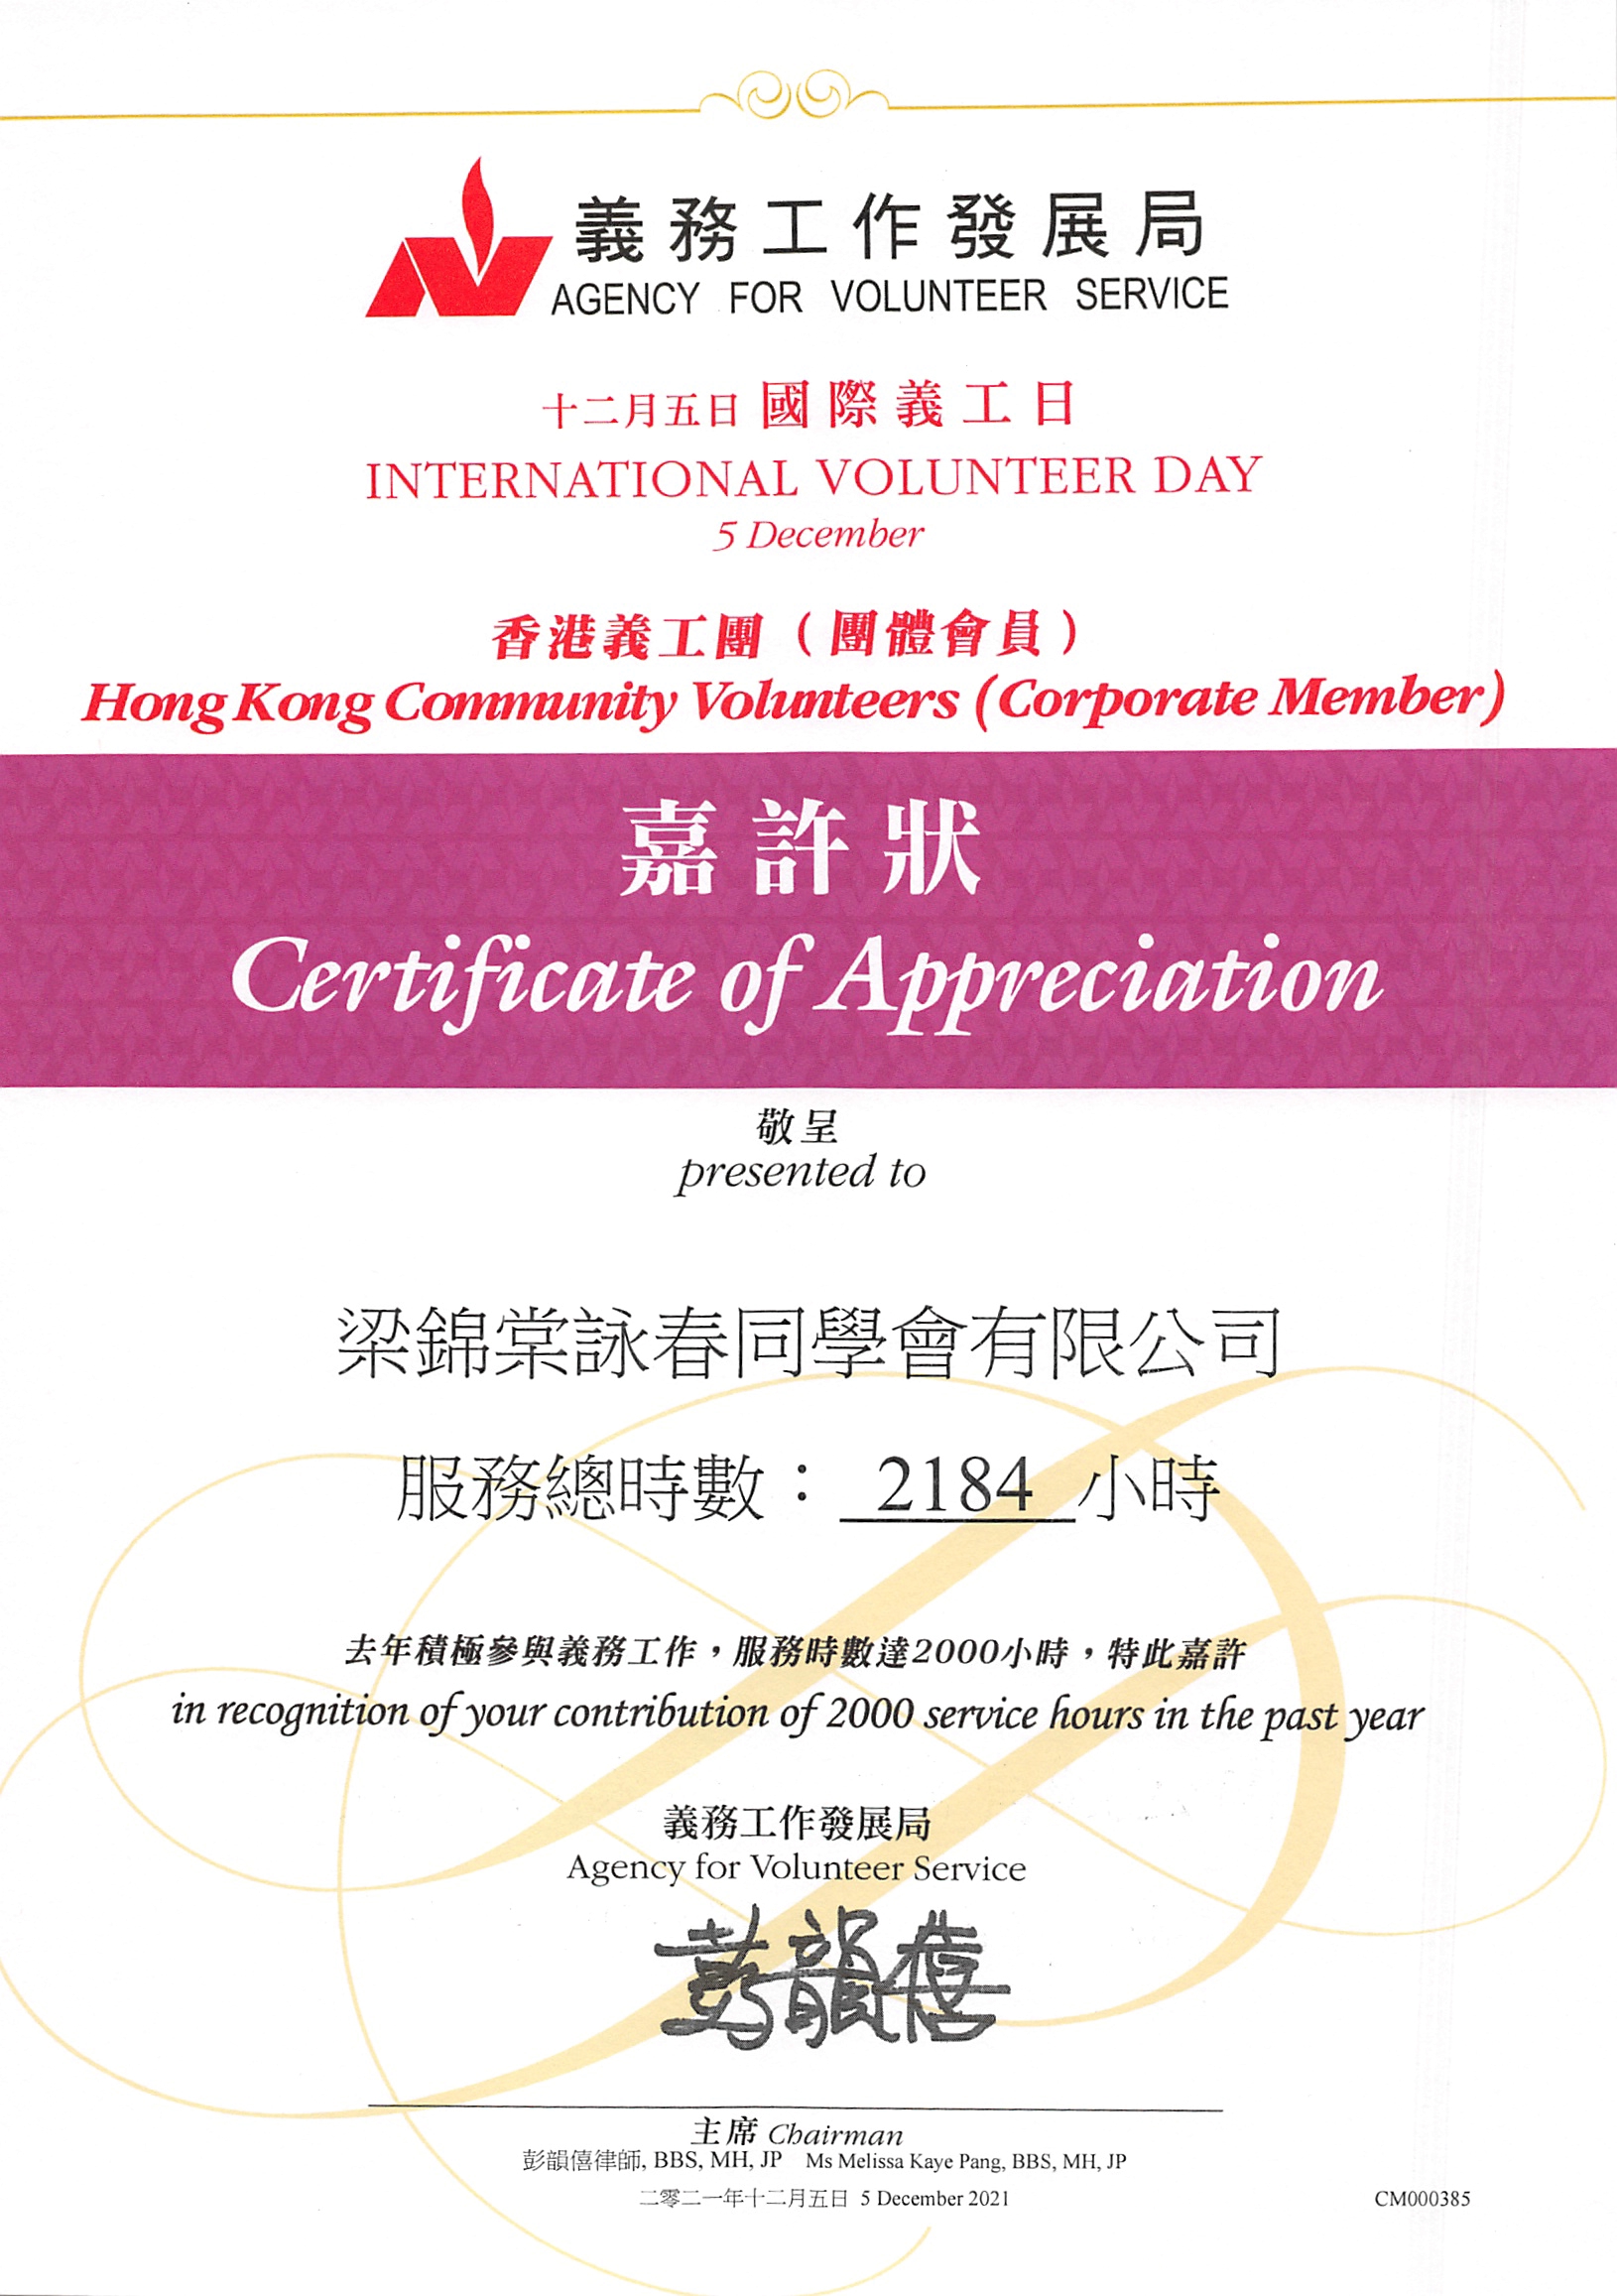 義務工作發展局
AGENCY FOR VOLUNTEER SERVICE
十二月五日 國際義工日
INTERNATIONAL VOLUNTEER DAY
5 December
香港義工團（團體會員）
Hong Kong Community Volunteers (Corporate Member)
嘉許狀
Certificate of Appreciation
敬呈
presented to
梁錦棠詠春同學會有限公司
服務總時數： 2184 小時
去年積極參與義務工作，服務時數達2000小時，特此嘉許
in recognition of your contribution of 2000 service hours in the past year
義務工作發展局
Agency for Volunteer Service
彭韻僖
主席 Chairman
彭韻僖律師, BBS, MH, JP Ms Melissa Kaye Pang, BBS, MH, JP
二零二一年十二月五日 5 December 2021
CM000385